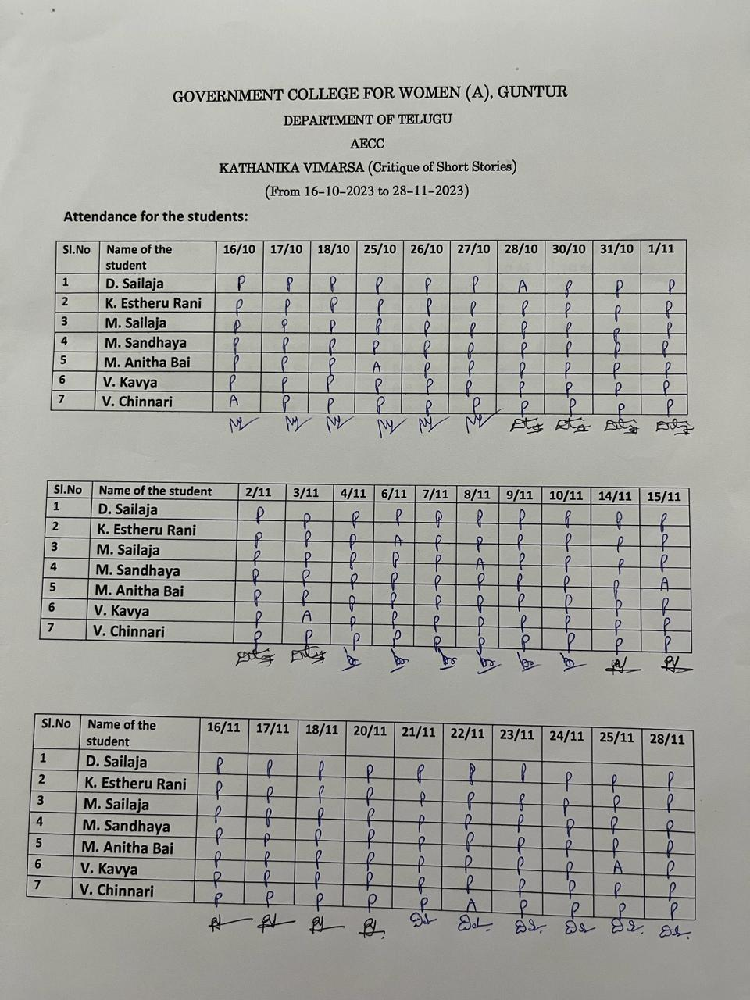 GOVERNMENT COLLEGE FOR WOMEN (A), GUNTUR
DEPARTMENT OF TELUGU
AECC
KATHANIKA VIMARSA (Critique of Short Stories)
(From 16-10-2023 to 28-11-2023)
Attendance for the students:
Sl.No Name of the student 16/10 17/10 18/10 25/10 26/10 27/10 28/10 30/10 31/10 1/11
1 D. Sailaja P P P P P P A P P P
2 K. Estheru Rani P P P P P P P P P P
3 M. Sailaja P P P P P P P P P P
4 M. Sandhaya P P P P P P P P P P
5 M. Anitha Bai P P P A P P P P P P
6 V. Kavya P P P P P P P P P P
7 V. Chinnari A P P P P P P P P P
Sl.No Name of the student 2/11 3/11 4/11 6/11 7/11 8/11 9/11 10/11 14/11 15/11
1 D. Sailaja P P P P P P P P P P
2 K. Estheru Rani P P P A P P P P P P
3 M. Sailaja P P P P P A P P P P
4 M. Sandhaya P P P P P P P P P A
5 M. Anitha Bai P P P P P P P P P P
6 V. Kavya P A P P P P P P P P
7 V. Chinnari P P P P P P P P P P
Sl.No Name of the student 16/11 17/11 18/11 20/11 21/11 22/11 23/11 24/11 25/11 28/11
1 D. Sailaja P P P P P P P P P P
2 K. Estheru Rani P P P P P P P P P P
3 M. Sailaja P P P P P P P P P P
4 M. Sandhaya P P P P P P P P P P
5 M. Anitha Bai P P P P P P P P A P
6 V. Kavya P P P P P P P P P P
7 V. Chinnari P P P P P A P P P P